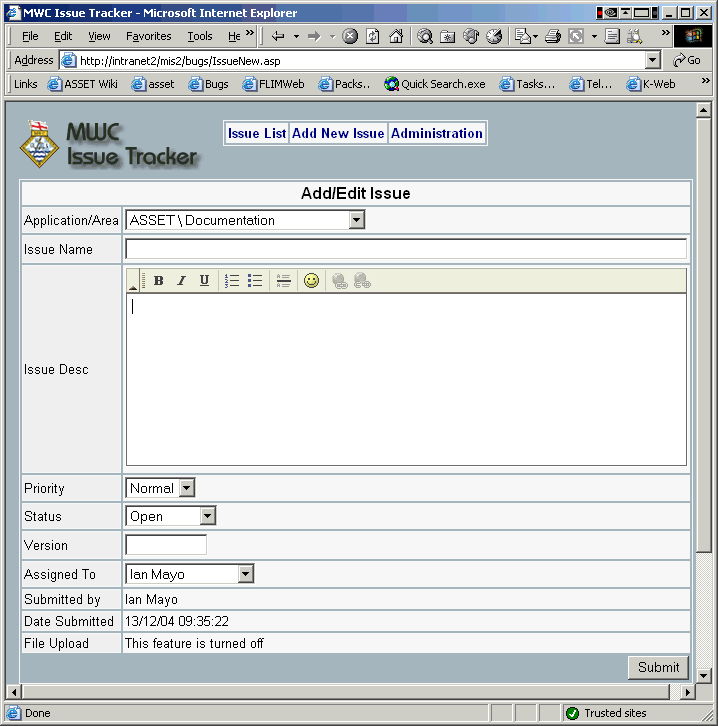 MWC Issue Tracker - Microsoft Internet Explorer
File Edit View Favorites Tools He »
Address http://intranet2/mis2/bugs/IssueNew.asp Go
Links ASSET Wiki asset Bugs FLIMWeb Packs.. Quick Search.exe Tasks... Tel... K-Web »
MWC
Issue Tracker
Issue List Add New Issue Administration
Add/Edit Issue
Application/Area ASSET \ Documentation
Issue Name
B I U
Issue Desc
Priority Normal
Status Open
Version
Assigned To Ian Mayo
Submitted by Ian Mayo
Date Submitted 13/12/04 09:35:22
File Upload This feature is turned off
Submit
Done Trusted sites